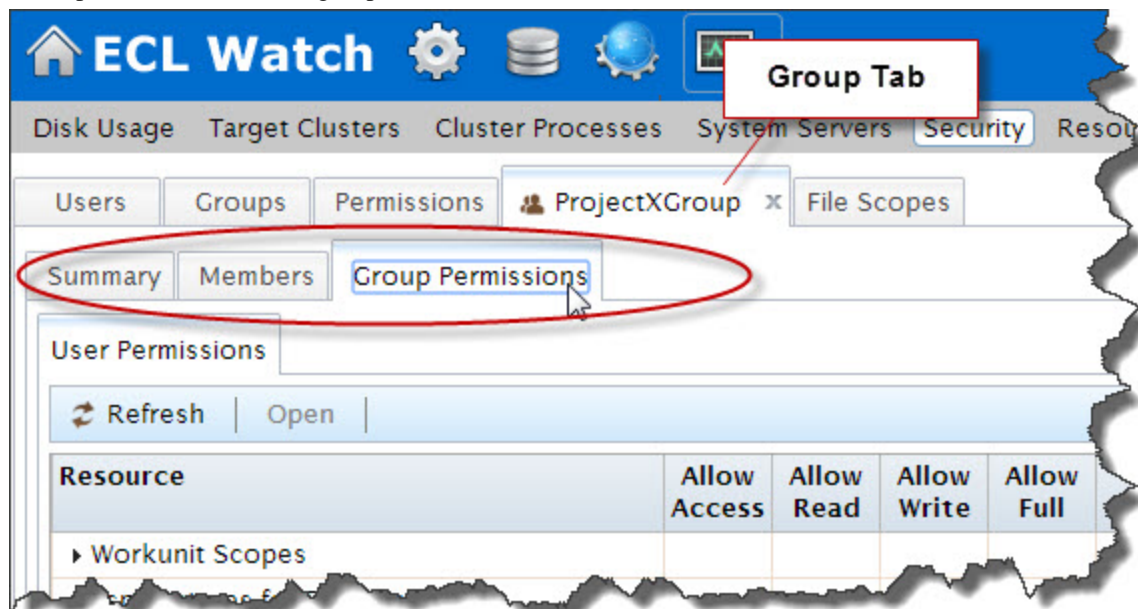 ECL Watch
Group Tab
Disk Usage Target Clusters Cluster Processes System Servers Security
Users Groups Permissions ProjectXGroup x File Scopes
Summary Members Group Permissions
User Permissions
Refresh Open
Resource Allow Access Allow Read Allow Write Allow Full
Workunit Scopes